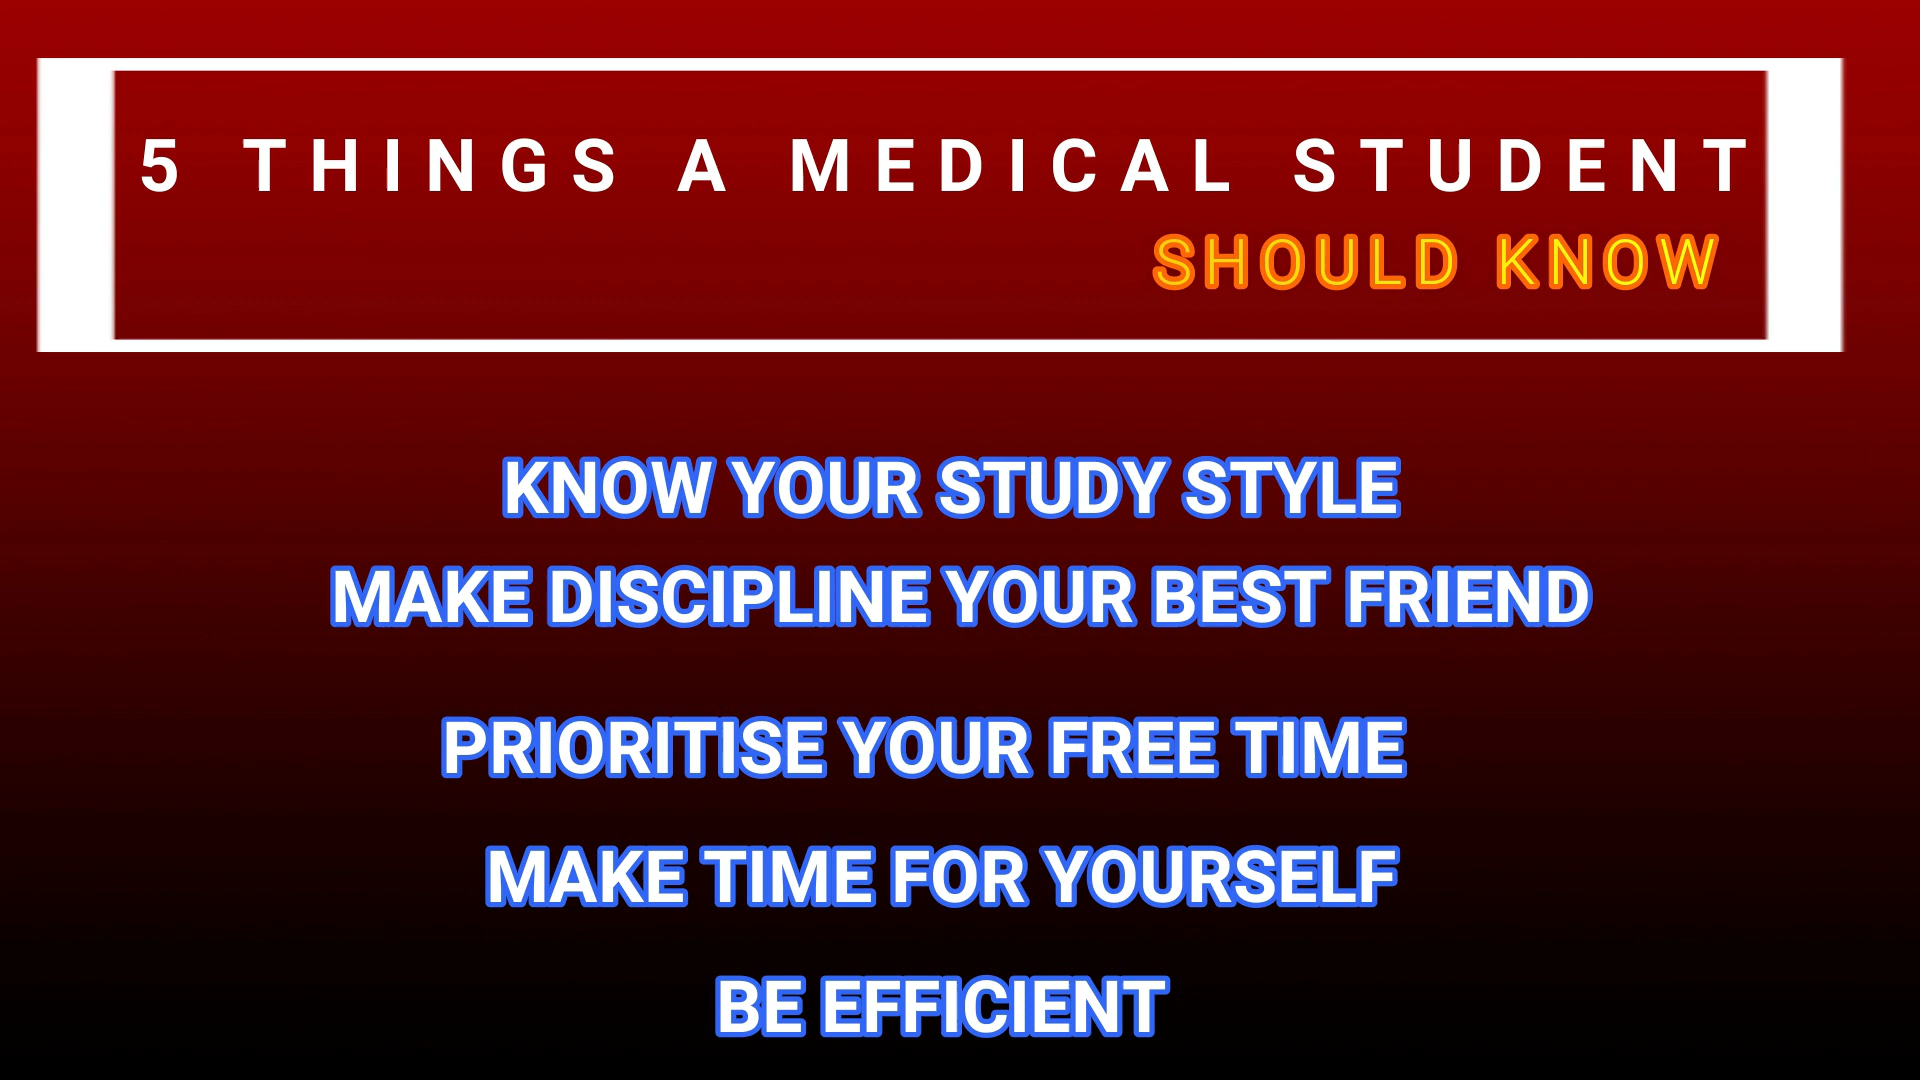 5 THINGS A MEDICAL STUDENT
SHOULD KNOW
KNOW YOUR STUDY STYLE
MAKE DISCIPLINE YOUR BEST FRIEND
PRIORITISE YOUR FREE TIME
MAKE TIME FOR YOURSELF
BE EFFICIENT